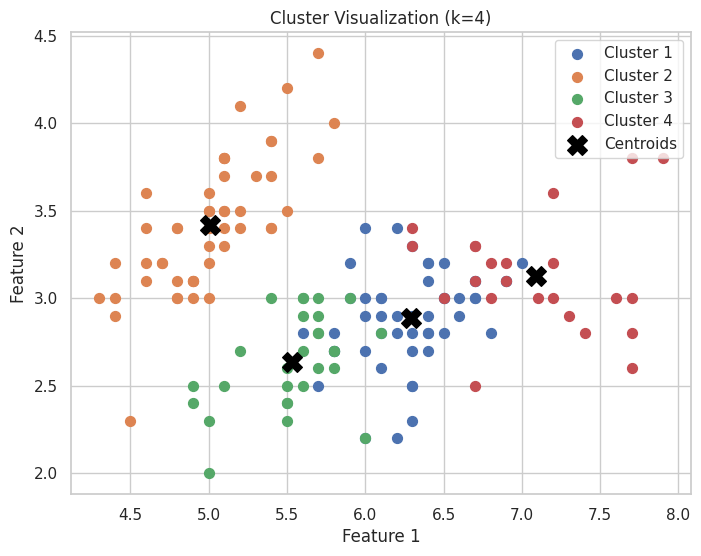 Cluster Visualization (k=4)
4.5
4.0
3.5
3.0
2.5
2.0
Feature 2
Cluster 1
Cluster 2
Cluster 3
Cluster 4
Centroids
4.5 5.0 5.5 6.0 6.5 7.0 7.5 8.0
Feature 1